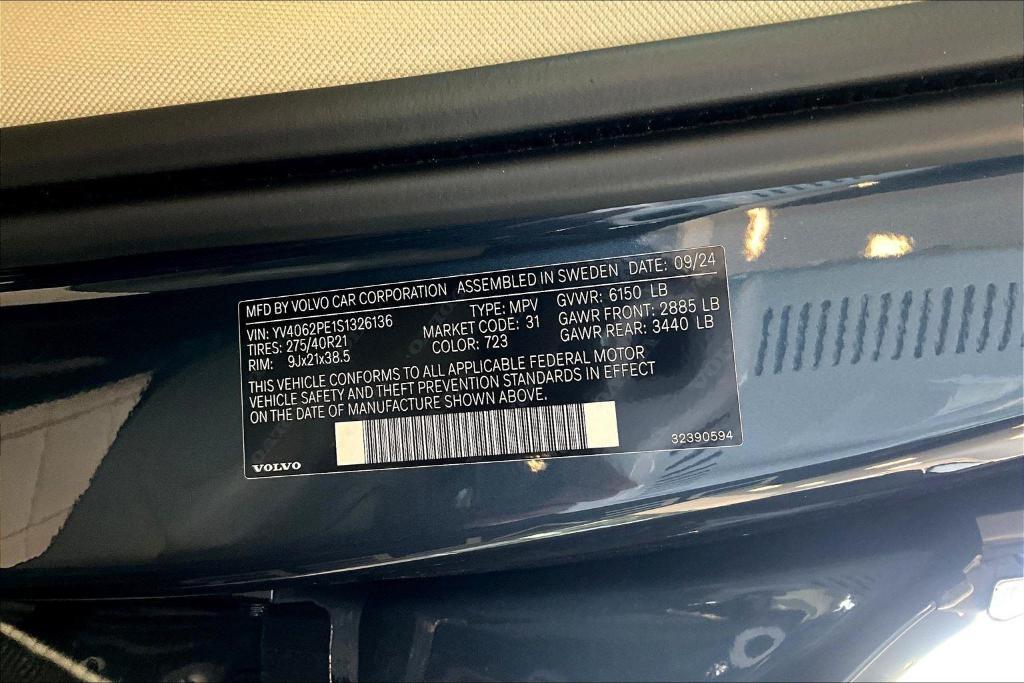 MFD BY VOLVO CAR CORPORATION ASSEMBLED IN SWEDEN DATE: 09/24
VIN: YV4062PE1S1326136 TYPE: MPV GVWR: 6150 LB
TIRES: 275/40R21 MARKET CODE: 31 GAWR FRONT: 2885 LB
RIM: 9Jx21x38.5 COLOR: 723 GAWR REAR: 3440 LB
THIS VEHICLE CONFORMS TO ALL APPLICABLE FEDERAL MOTOR
VEHICLE SAFETY AND THEFT PREVENTION STANDARDS IN EFFECT
ON THE DATE OF MANUFACTURE SHOWN ABOVE.
VOLVO 32390594